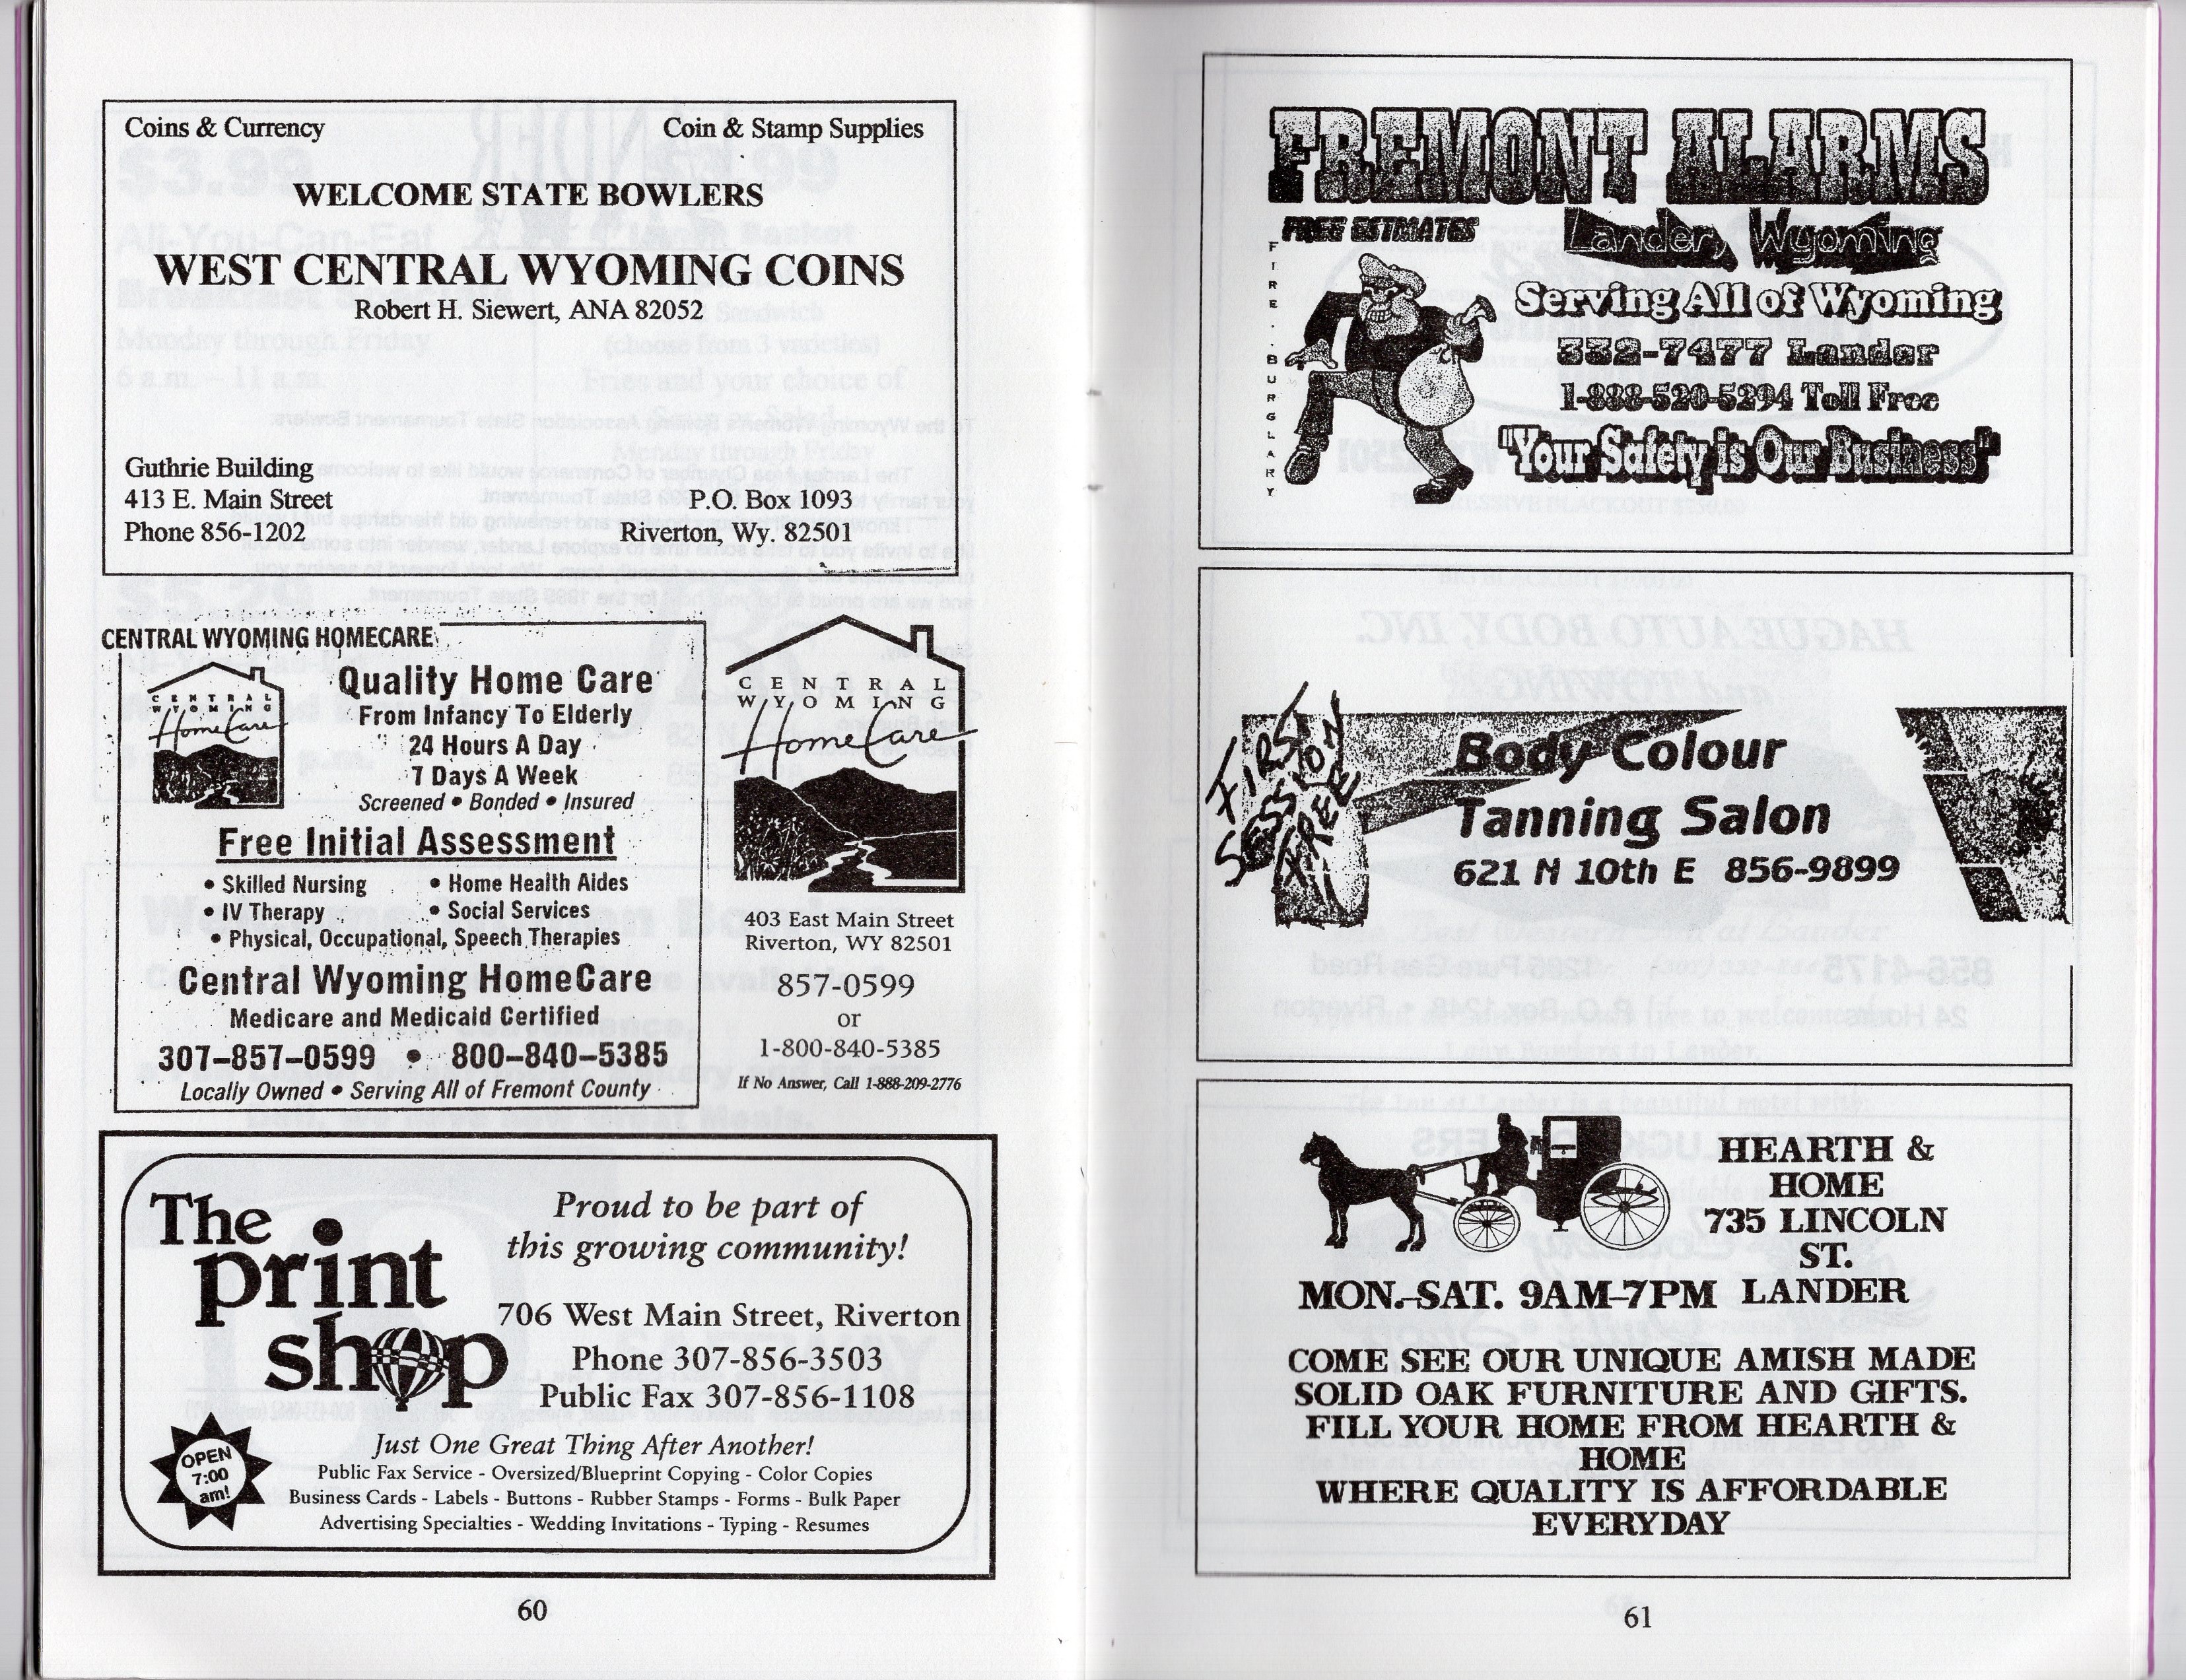 Coins & Currency
Coin & Stamp Supplies
WELCOME STATE BOWLERS
WEST CENTRAL WYOMING COINS
Robert H. Siewert, ANA 82052
Guthrie Building
413 E. Main Street
Phone 856-1202
P.O. Box 1093
Riverton, Wy. 82501
CENTRAL WYOMING HOMECARE
CENTRAL
WYOMING
HomeCare
Quality Home Care
From Infancy To Elderly
24 Hours A Day
7 Days A Week
Screened • Bonded • Insured
Free Initial Assessment
• Skilled Nursing • Home Health Aides
• IV Therapy • Social Services
• Physical, Occupational, Speech Therapies
Central Wyoming HomeCare
Medicare and Medicaid Certified
307–857–0599 • 800–840–5385
Locally Owned • Serving All of Fremont County
CENTRAL
WYOMING
HomeCare
403 East Main Street
Riverton, WY 82501
857-0599
or
1-800-840-5385
If No Answer, Call 1-888-209-2776
The
print
shop
Proud to be part of
this growing community!
706 West Main Street, Riverton
Phone 307-856-3503
Public Fax 307-856-1108
OPEN
7:00
am!
Just One Great Thing After Another!
Public Fax Service - Oversized/Blueprint Copying - Color Copies
Business Cards - Labels - Buttons - Rubber Stamps - Forms - Bulk Paper
Advertising Specialties - Wedding Invitations - Typing - Resumes
60
FREMONT ALARMS
FREE ESTMATES
Lander, Wyoming
FIRE · BURGLARY
Serving All of Wyoming
332-7477 Lander
1-888-520-5294 Toll Free
"Your Safety is Our Business"
FIRST
SESSION
FREE
Body Colour
Tanning Salon
621 N 10th E 856-9899
HEARTH &
HOME
735 LINCOLN
ST.
MON.-SAT. 9AM-7PM LANDER
COME SEE OUR UNIQUE AMISH MADE
SOLID OAK FURNITURE AND GIFTS.
FILL YOUR HOME FROM HEARTH &
HOME
WHERE QUALITY IS AFFORDABLE
EVERYDAY
61